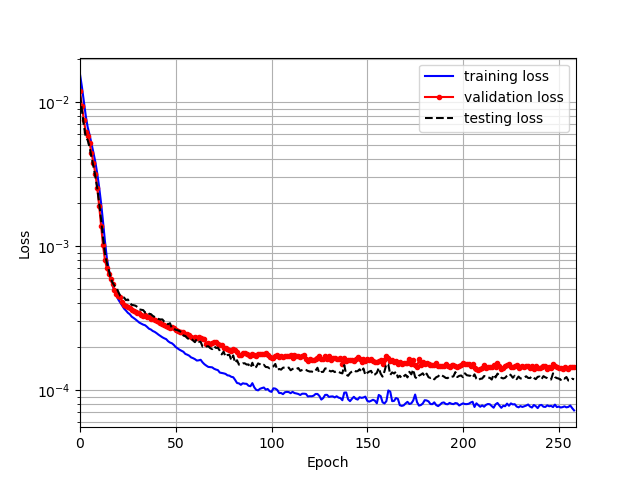 training loss
validation loss
testing loss
10⁻²
10⁻³
10⁻⁴
Loss
0 50 100 150 200 250
Epoch